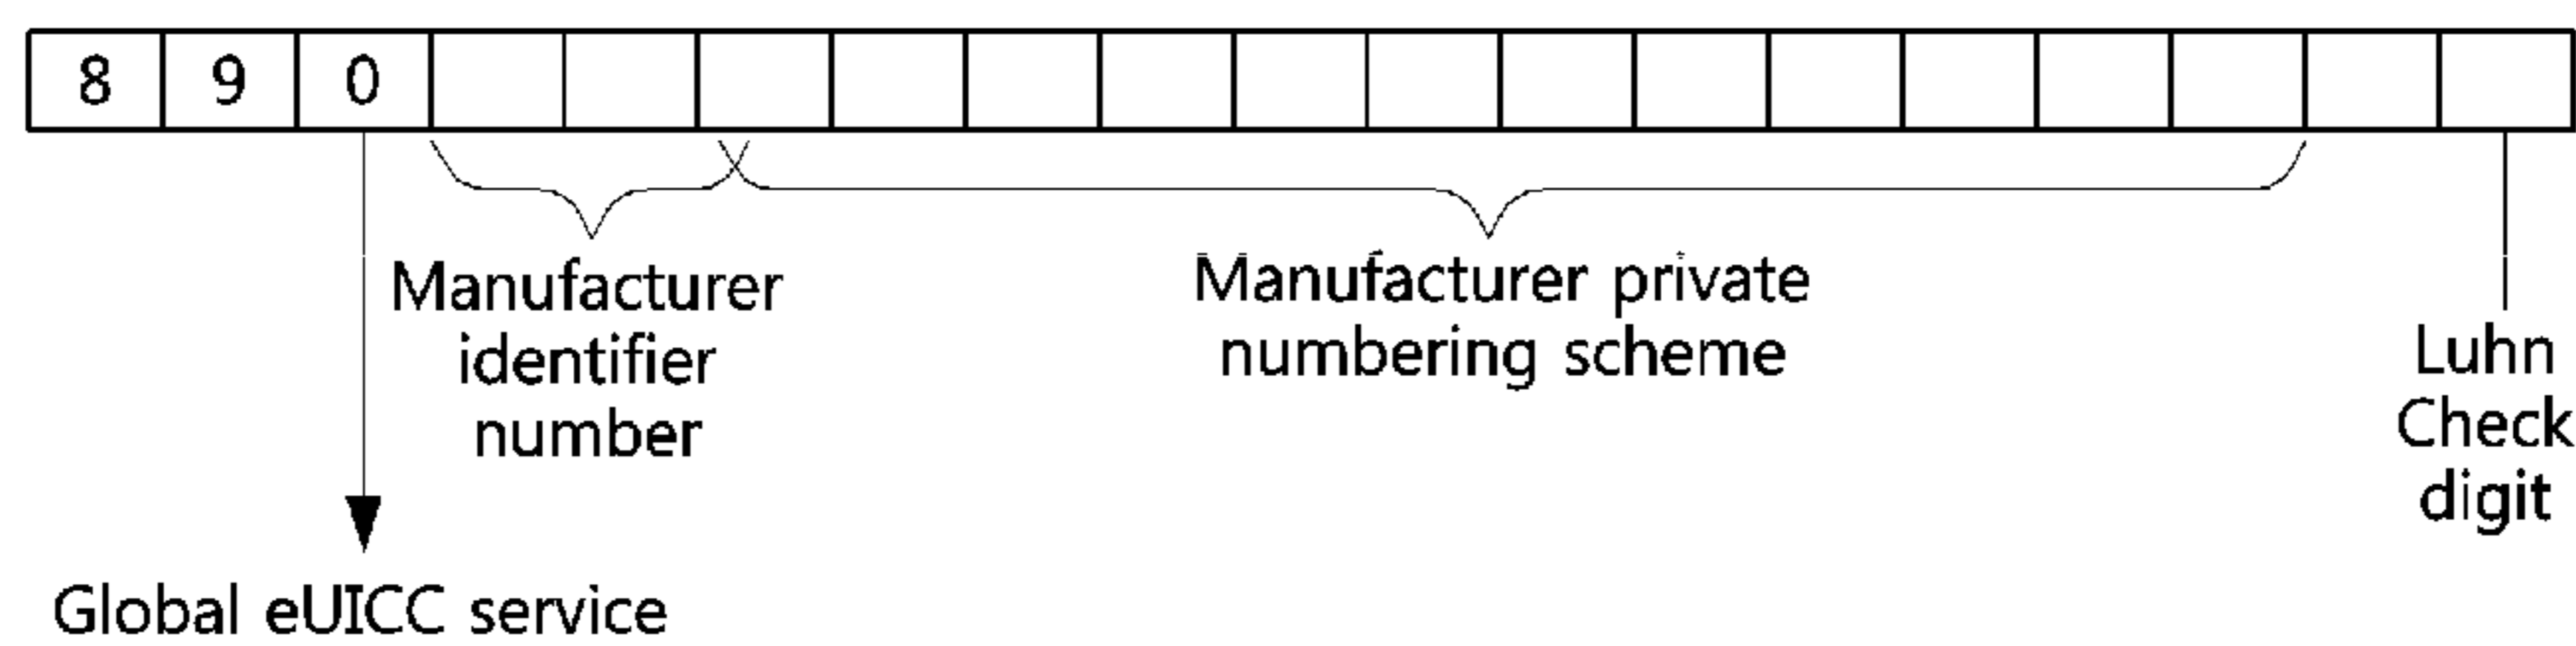 8 9 0
Manufacturer
identifier
number
Manufacturer private
numbering scheme
Luhn
Check
digit
Global eUICC service